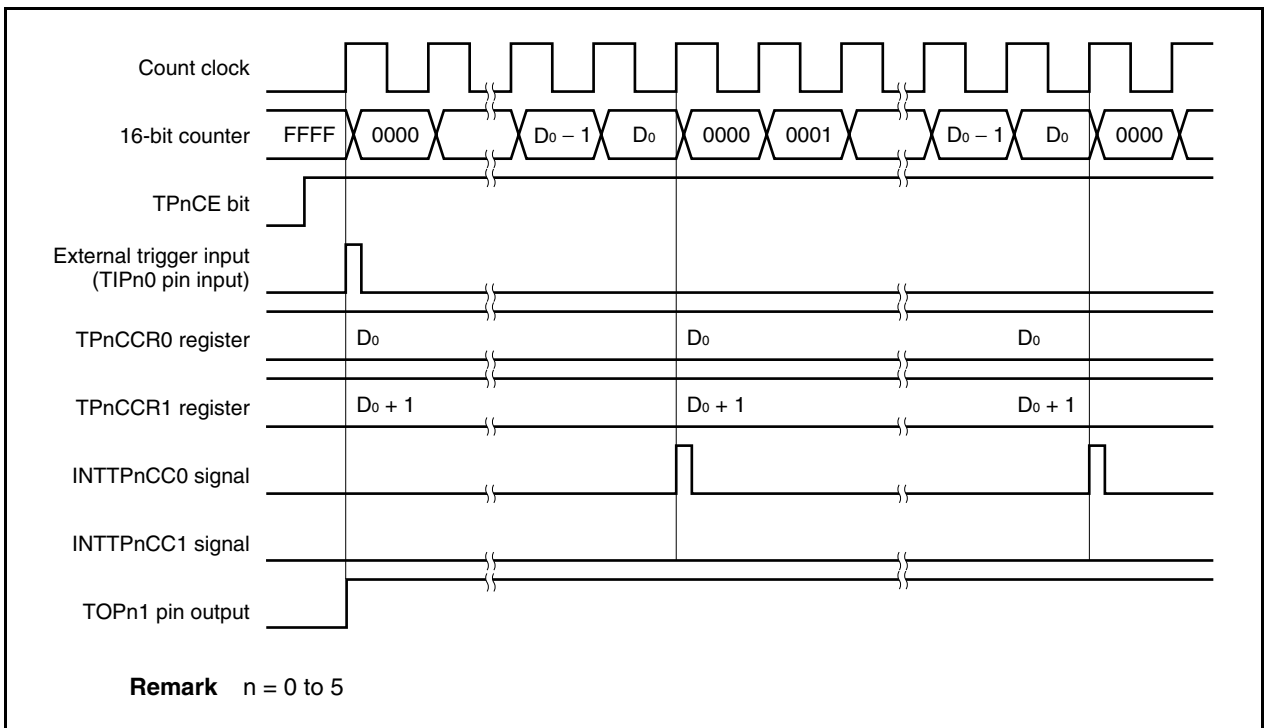 Count clock
16-bit counter FFFF 0000 D0 − 1 D0 0000 0001 D0 − 1 D0 0000
TPnCE bit
External trigger input
(TIPn0 pin input)
TPnCCR0 register D0 D0 D0
TPnCCR1 register D0 + 1 D0 + 1 D0 + 1
INTTPnCC0 signal
INTTPnCC1 signal
TOPn1 pin output
Remark n = 0 to 5